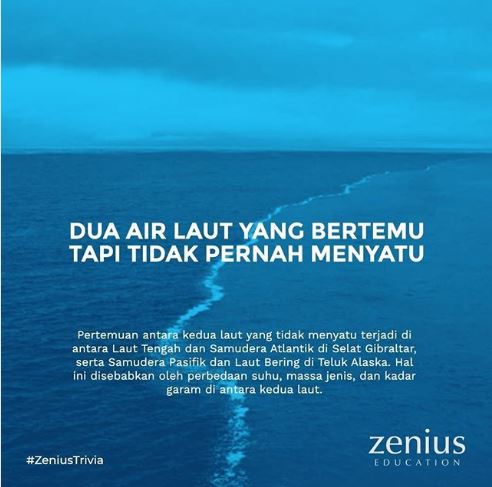 DUA AIR LAUT YANG BERTEMU
TAPI TIDAK PERNAH MENYATU
Pertemuan antara kedua laut yang tidak menyatu terjadi di
antara Laut Tengah dan Samudera Atlantik di Selat Gibraltar,
serta Samudera Pasifik dan Laut Bering di Teluk Alaska. Hal
ini disebabkan oleh perbedaan suhu, massa jenis, dan kadar
garam di antara kedua laut.
#ZeniusTrivia
zenius
EDUCATION